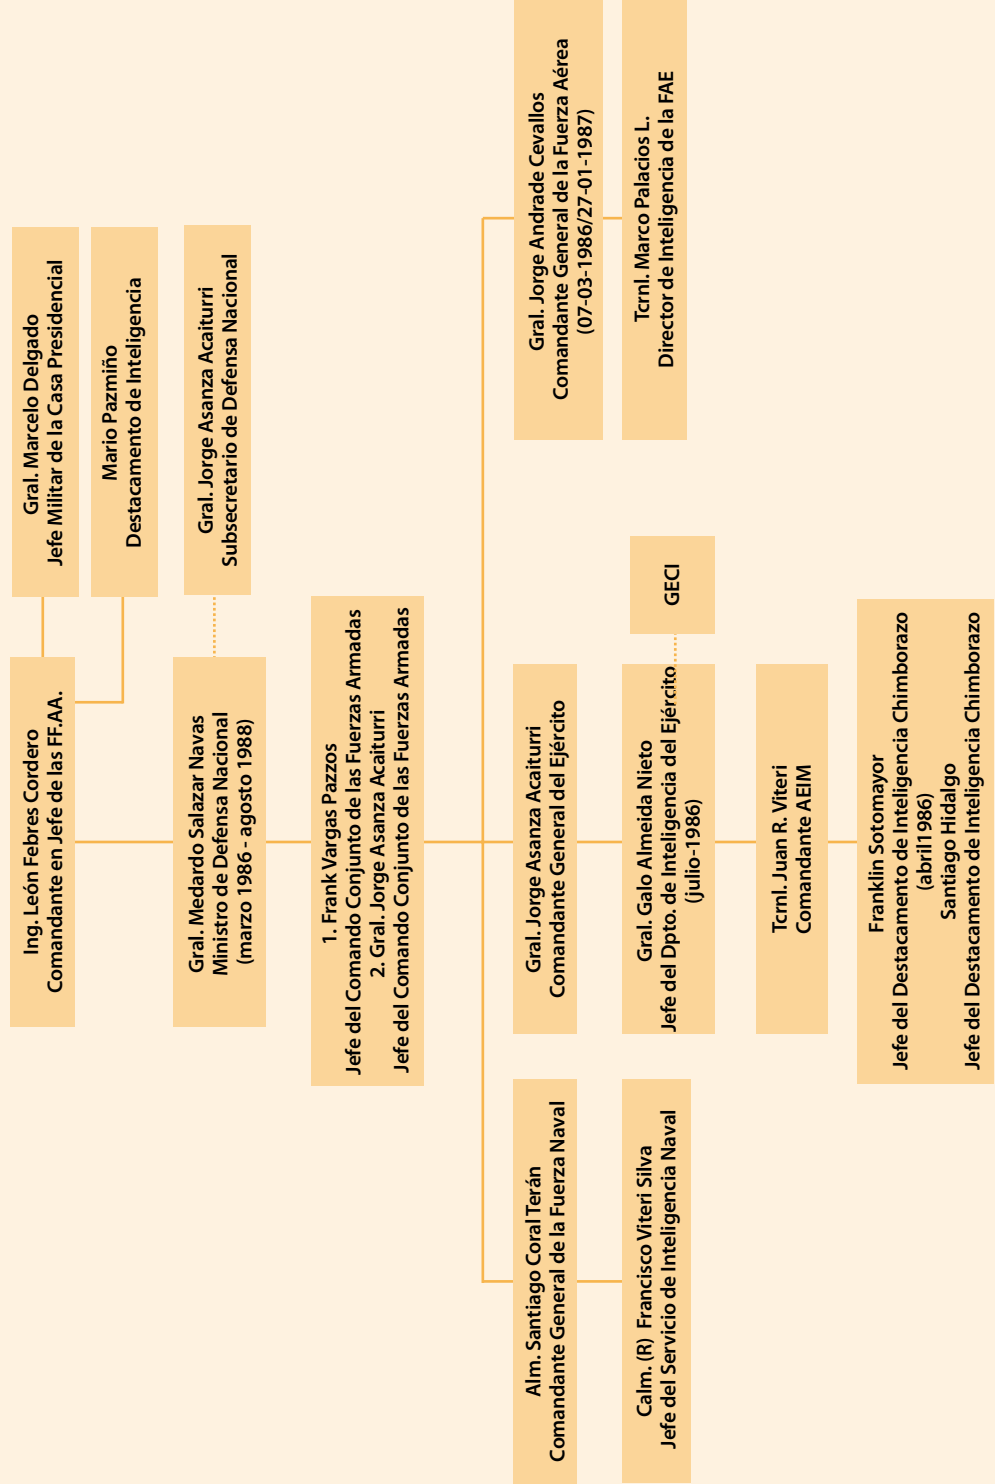 Ing. León Febres Cordero
Comandante en Jefe de las FF.AA.
Gral. Marcelo Delgado
Jefe Militar de la Casa Presidencial
Mario Pazmiño
Destacamento de Inteligencia
Gral. Medardo Salazar Navas
Ministro de Defensa Nacional
(marzo 1986 - agosto 1988)
Gral. Jorge Asanza Acaiturri
Subsecretario de Defensa Nacional
1. Frank Vargas Pazzos
Jefe del Comando Conjunto de las Fuerzas Armadas
2. Gral. Jorge Asanza Acaiturri
Jefe del Comando Conjunto de las Fuerzas Armadas
Alm. Santiago Coral Terán
Comandante General de la Fuerza Naval
Calm. (R) Francisco Viteri Silva
Jefe del Servicio de Inteligencia Naval
Gral. Jorge Asanza Acaiturri
Comandante General del Ejército
Gral. Galo Almeida Nieto
Jefe del Dpto. de Inteligencia del Ejército
(julio-1986)
GECI
Tcrnl. Juan R. Viteri
Comandante AEIM
Franklin Sotomayor
Jefe del Destacamento de Inteligencia Chimborazo
(abril1986)
Santiago Hidalgo
Jefe del Destacamento de Inteligencia Chimborazo
Gral. Jorge Andrade Cevallos
Comandante General de la Fuerza Aérea
(07-03-1986/27-01-1987)
Tcrnl. Marco Palacios L.
Director de Inteligencia de la FAE